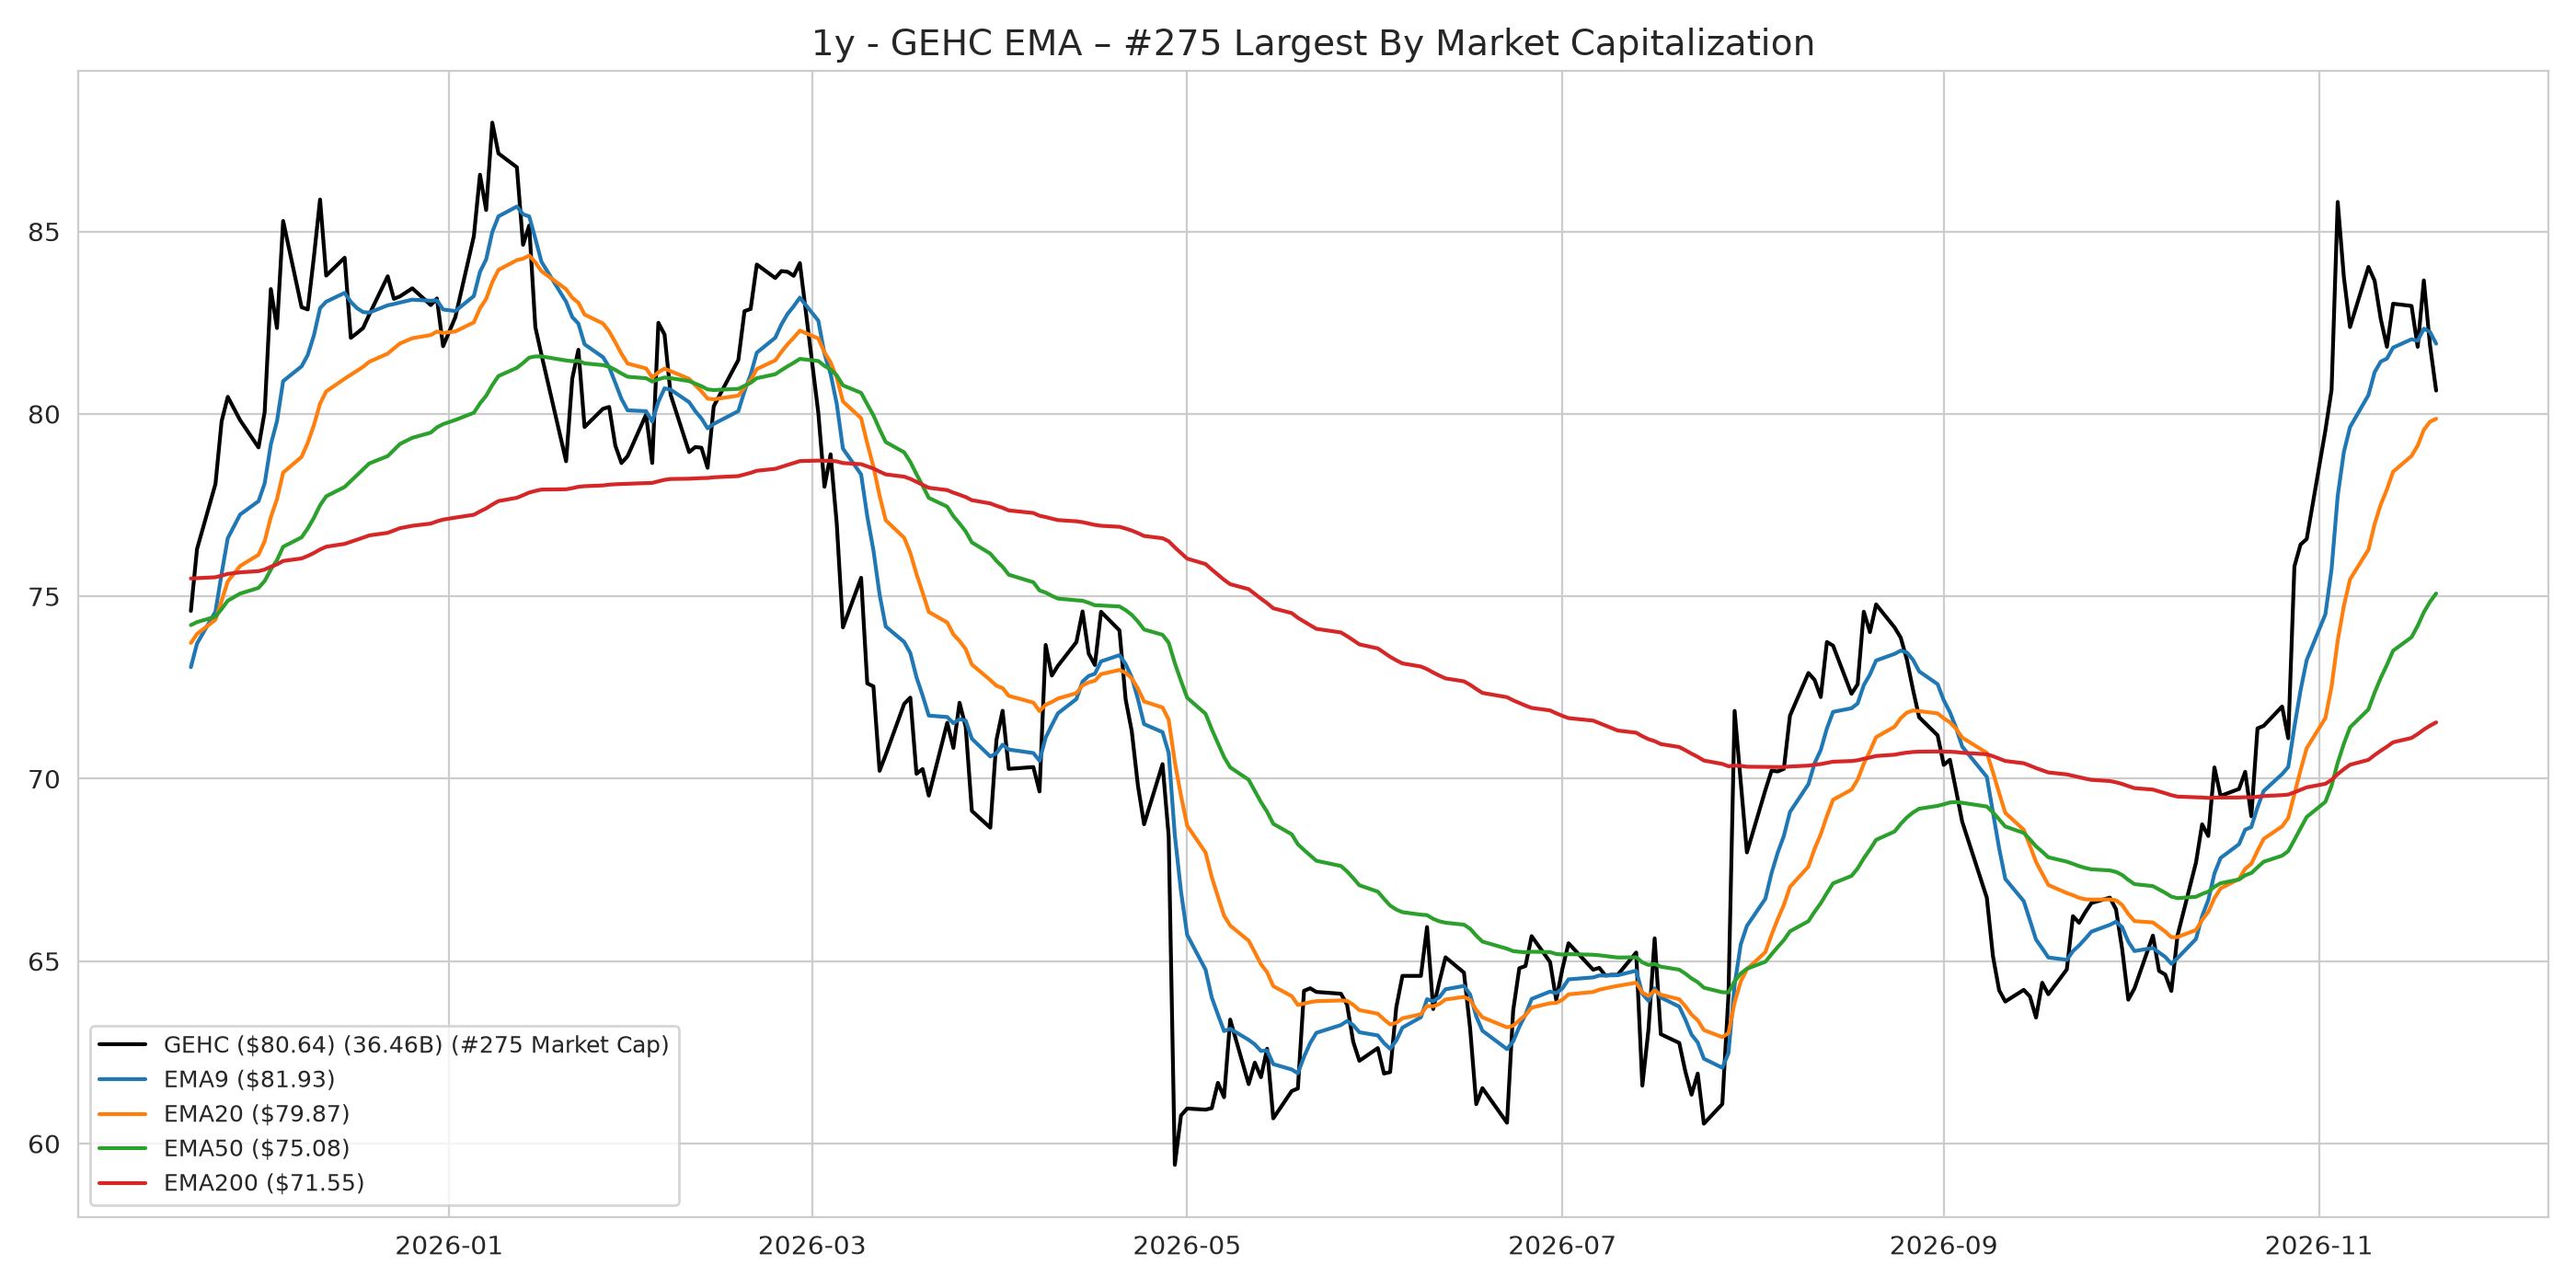 1y - GEHC EMA – #275 Largest By Market Capitalization
85
80
75
70
65
60
GEHC ($80.64) (36.46B) (#275 Market Cap)
EMA9 ($81.93)
EMA20 ($79.87)
EMA50 ($75.08)
EMA200 ($71.55)
2026-01 2026-03 2026-05 2026-07 2026-09 2026-11